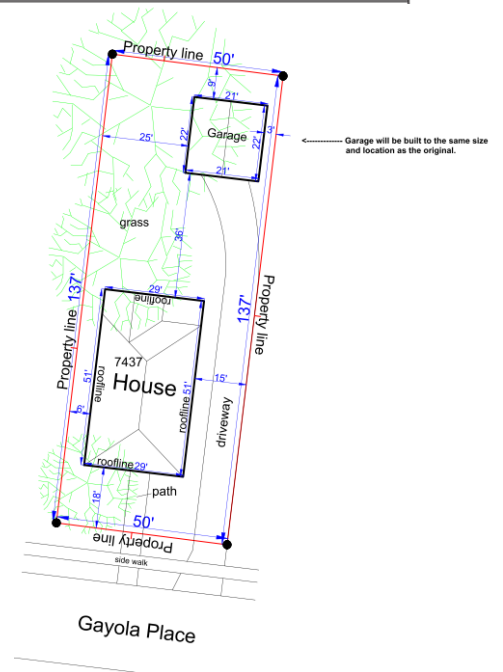 Property line
50'
9'
21'
Garage
22'
22'
3'
21'
<------------ Garage will be built to the same size
and location as the original.
25'
grass
36'
137'
Property line
137'
Property line
29'
roofline
7437
House
51'
roofline
51'
roofline
15'
6'
driveway
roofline
29'
path
18'
50'
Property line
side walk
Gayola Place